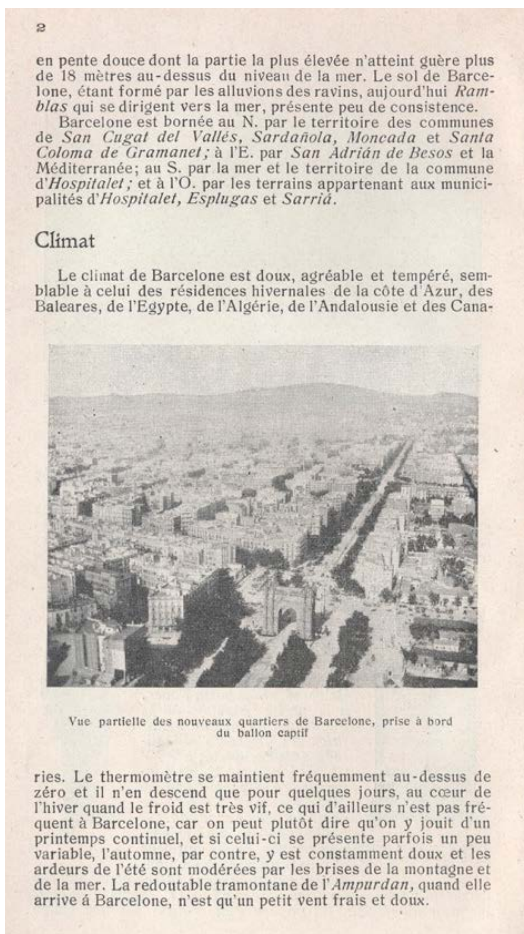 2
en pente douce dont la partie la plus élevée n'atteint guère plus
de 18 mètres au-dessus du niveau de la mer. Le sol de Barce-
lone, étant formé par les alluvions des ravins, aujourd'hui Ram-
blas qui se dirigent vers la mer, présente peu de consistence.
Barcelone est bornée au N. par le territoire des communes
de San Cugat del Vallés, Sardañola, Moncada et Santa
Coloma de Gramanet; à l'E. par San Adrián de Besos et la
Méditerranée; au S. par la mer et le territoire de la commune
d'Hospitalet; et à l'O. par les terrains appartenant aux munici-
palités d'Hospitalet, Esplugas et Sarriá.
Climat
Le climat de Barcelone est doux, agréable et tempéré, sem-
blable à celui des résidences hivernales de la côte d'Azur, des
Baleares, de l'Egypte, de l'Algérie, de l'Andalousie et des Cana-
Vue partielle des nouveaux quartiers de Barcelone, prise à bord
du ballon captif
ries. Le thermomètre se maintient fréquemment au-dessus de
zéro et il n'en descend que pour quelques jours, au cœur de
l'hiver quand le froid est très vif, ce qui d'ailleurs n'est pas fré-
quent à Barcelone, car on peut plutôt dire qu'on y jouit d'un
printemps continuel, et si celui-ci se présente parfois un peu
variable, l'automne, par contre, y est constamment doux et les
ardeurs de l'été sont modérées par les brises de la montagne et
de la mer. La redoutable tramontane de l'Ampurdan, quand elle
arrive á Barcelone, n'est qu'un petit vent frais et doux.